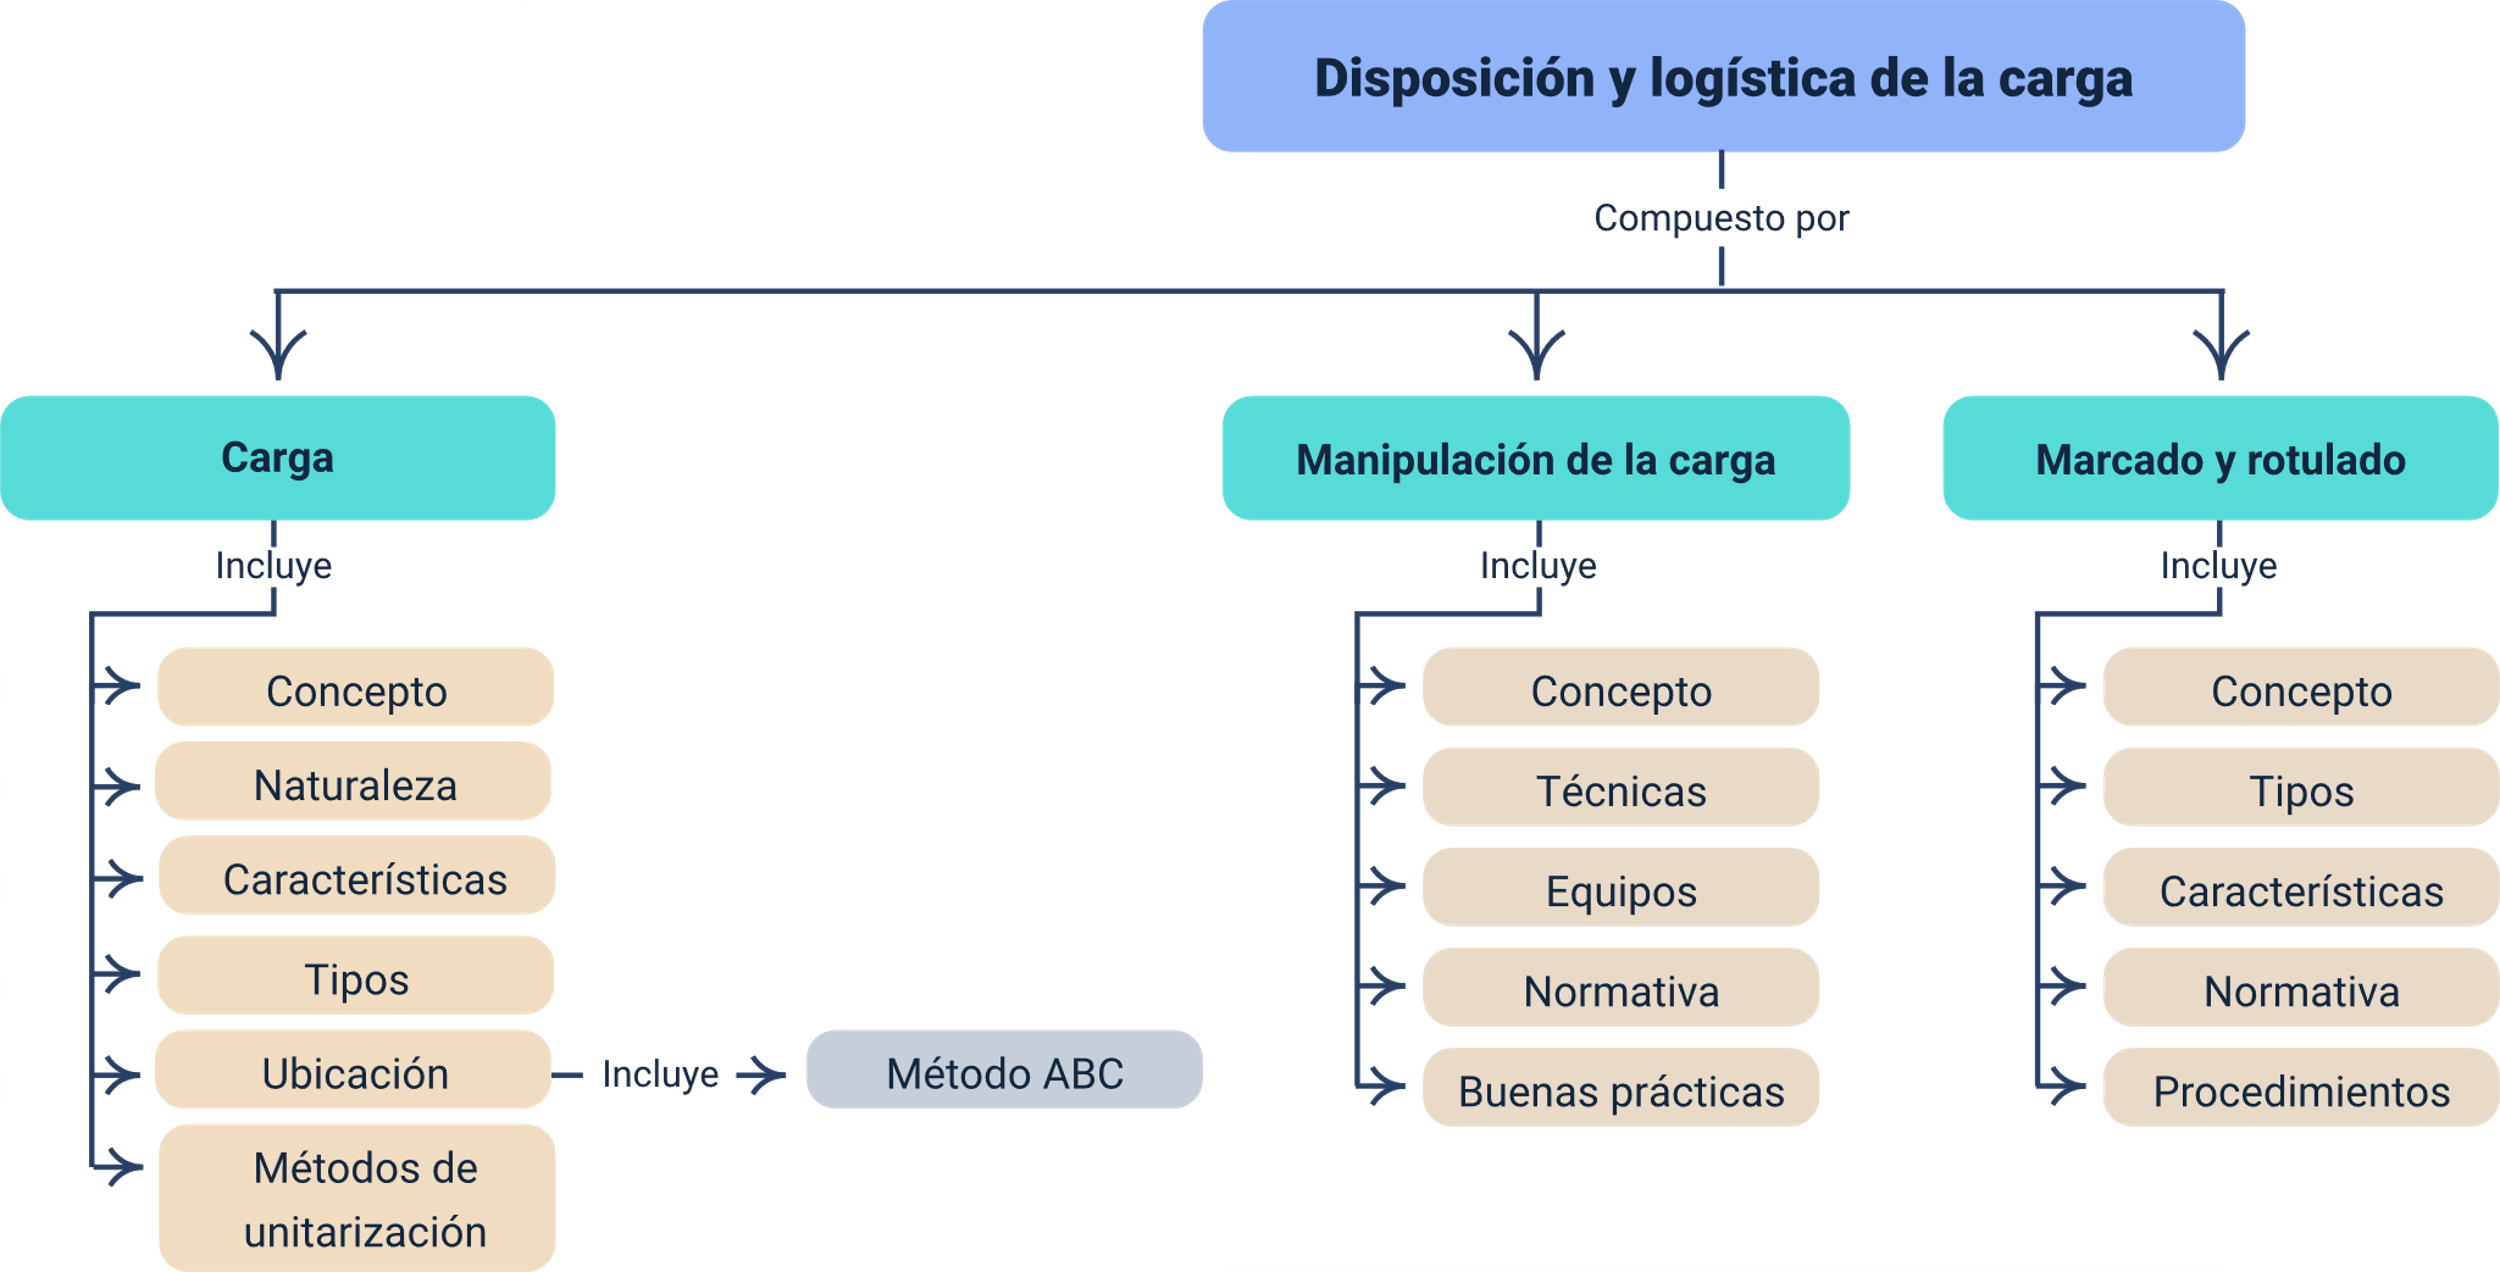 Disposición y logística de la carga
Compuesto por
Carga
Incluye
Concepto
Naturaleza
Características
Tipos
Ubicación
Incluye
Método ABC
Métodos de
unitarización
Manipulación de la carga
Incluye
Concepto
Técnicas
Equipos
Normativa
Buenas prácticas
Marcado y rotulado
Incluye
Concepto
Tipos
Características
Normativa
Procedimientos